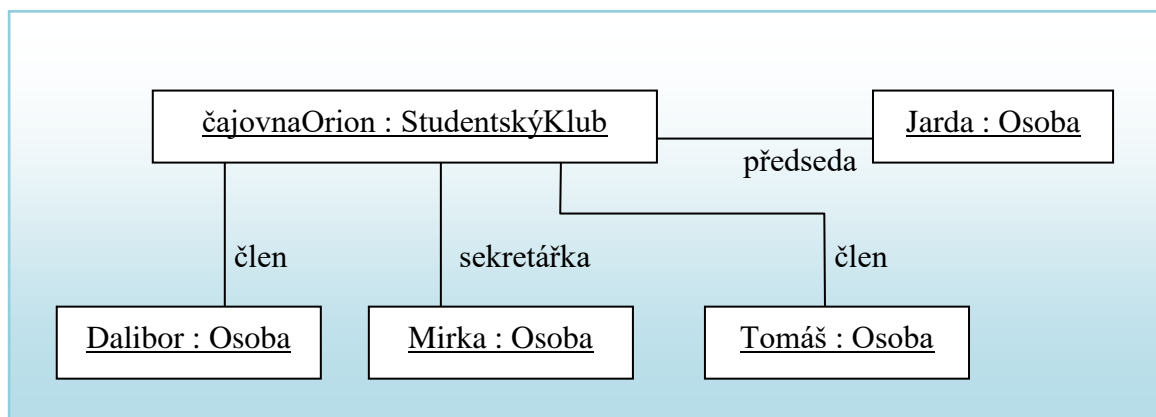 čajovnaOrion : StudentskýKlub
Jarda : Osoba
předseda
člen
sekretářka
člen
Dalibor : Osoba
Mirka : Osoba
Tomáš : Osoba